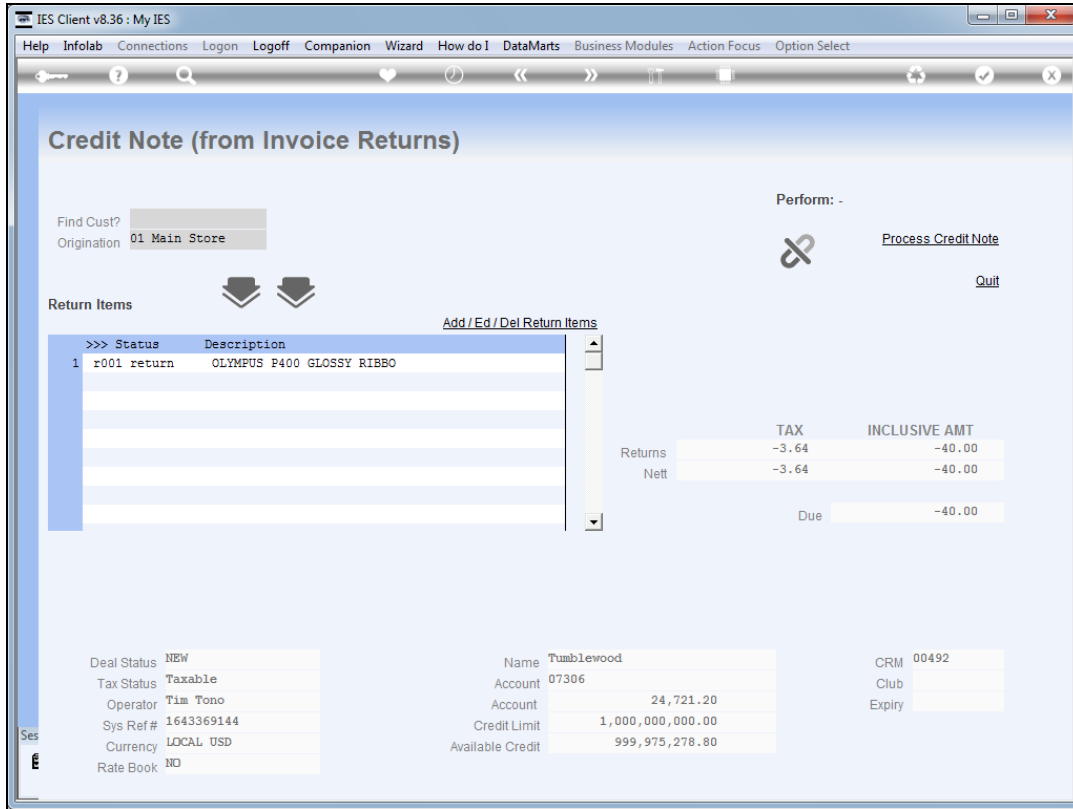 IES Client v8.36 : My IES
Help Infolab Connections Logon Logoff Companion Wizard How do I DataMarts Business Modules Action Focus Option Select
Credit Note (from Invoice Returns)
Perform: -
Find Cust?
Origination 01 Main Store
Process Credit Note
Quit
Return Items
Add / Ed / Del Return Items
>>> Status Description
1 r001 return OLYMPUS P400 GLOSSY RIBBO
TAX INCLUSIVE AMT
Returns -3.64 -40.00
Nett -3.64 -40.00
Due -40.00
Deal Status NEW
Tax Status Taxable
Operator Tim Tono
Sys Ref # 1643369144
Currency LOCAL USD
Rate Book NO
Name Tumblewood
Account 07306
Account 24,721.20
Credit Limit 1,000,000,000.00
Available Credit 999,975,278.80
CRM 00492
Club
Expiry
Ses